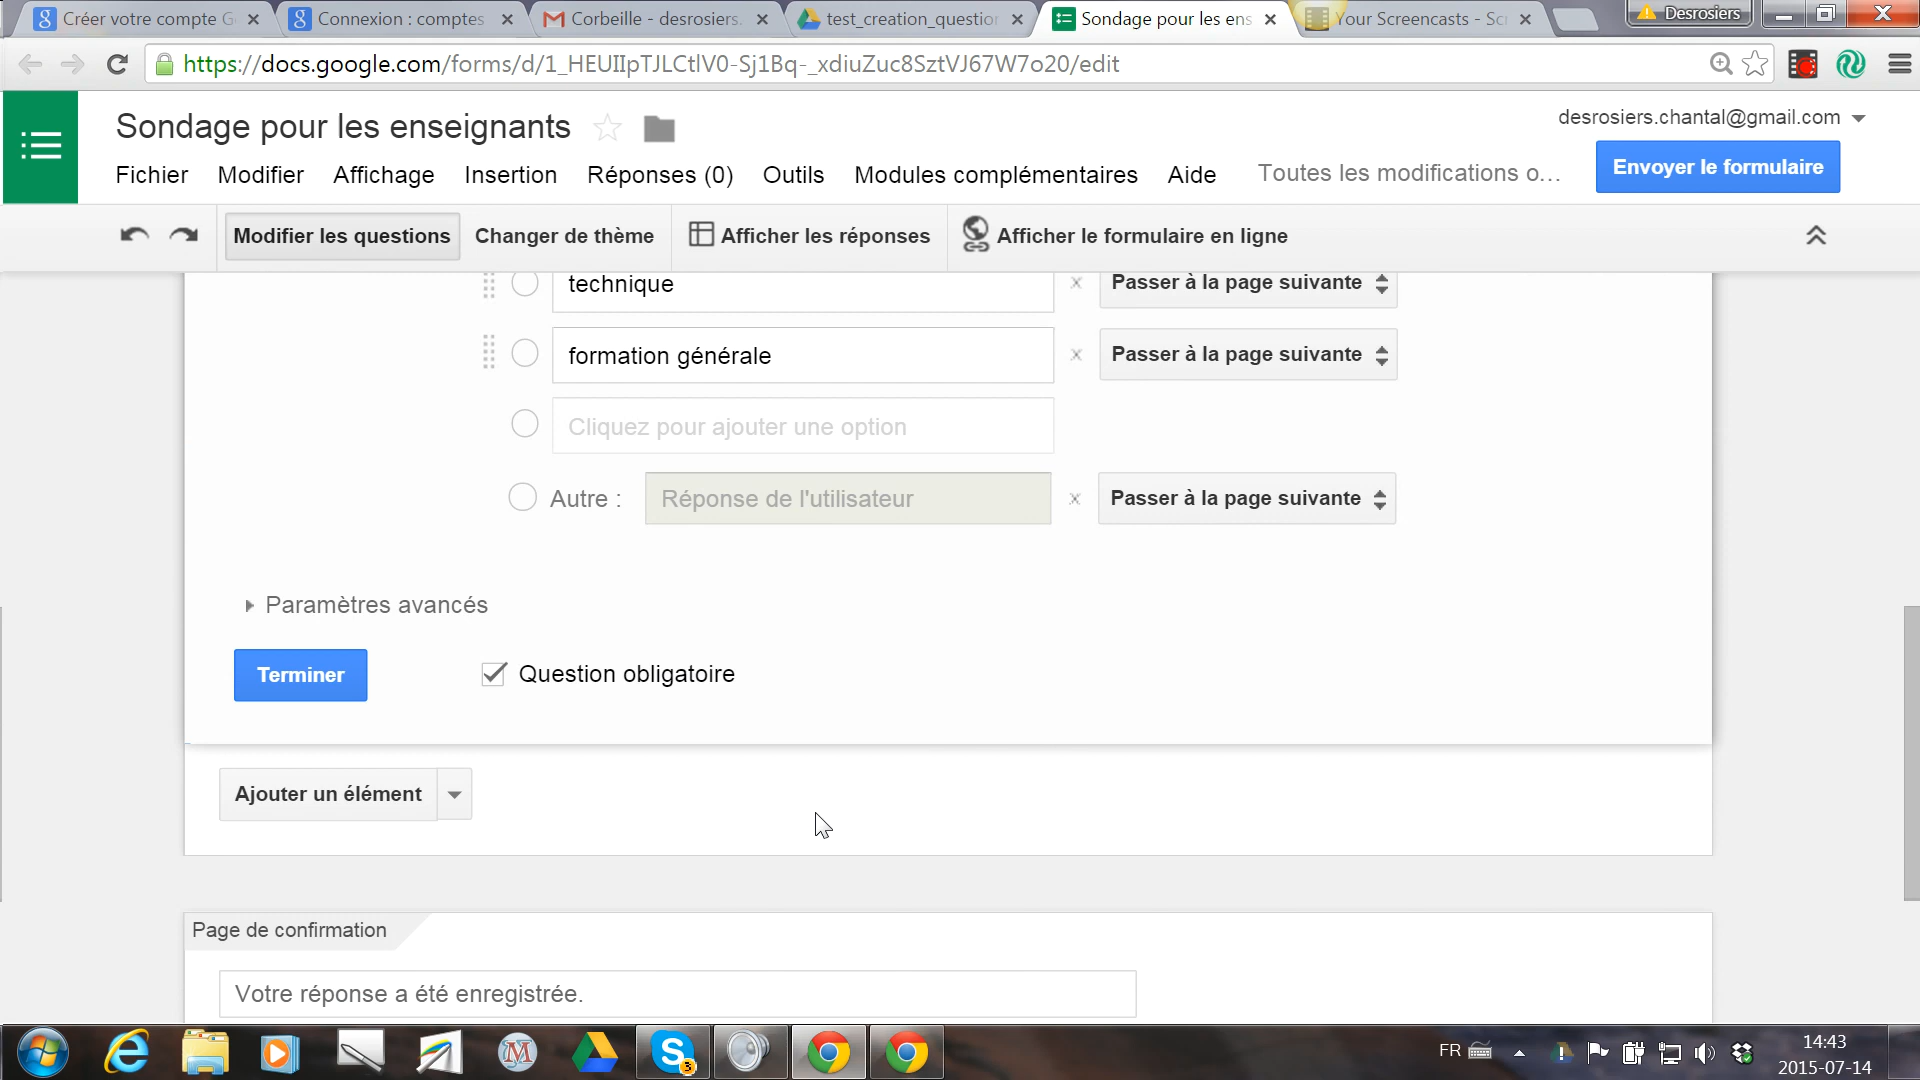 Créer votre compte G
Connexion : comptes
Corbeille - desrosiers.
test_creation_question
Sondage pour les ens
Your Screencasts - Scr
Desrosiers
https://docs.google.com/forms/d/1_HEUIIpTJLCtlV0-Sj1Bq-_xdiuZuc8SztVJ67W7o20/edit
Sondage pour les enseignants
desrosiers.chantal@gmail.com
Fichier Modifier Affichage Insertion Réponses (0) Outils Modules complémentaires Aide Toutes les modifications o...
Envoyer le formulaire
Modifier les questions Changer de thème Afficher les réponses Afficher le formulaire en ligne
technique x Passer à la page suivante
formation générale x Passer à la page suivante
Cliquez pour ajouter une option
Autre : Réponse de l'utilisateur x Passer à la page suivante
Paramètres avancés
Terminer Question obligatoire
Ajouter un élément
Page de confirmation
Votre réponse a été enregistrée.
FR
14:43
2015-07-14